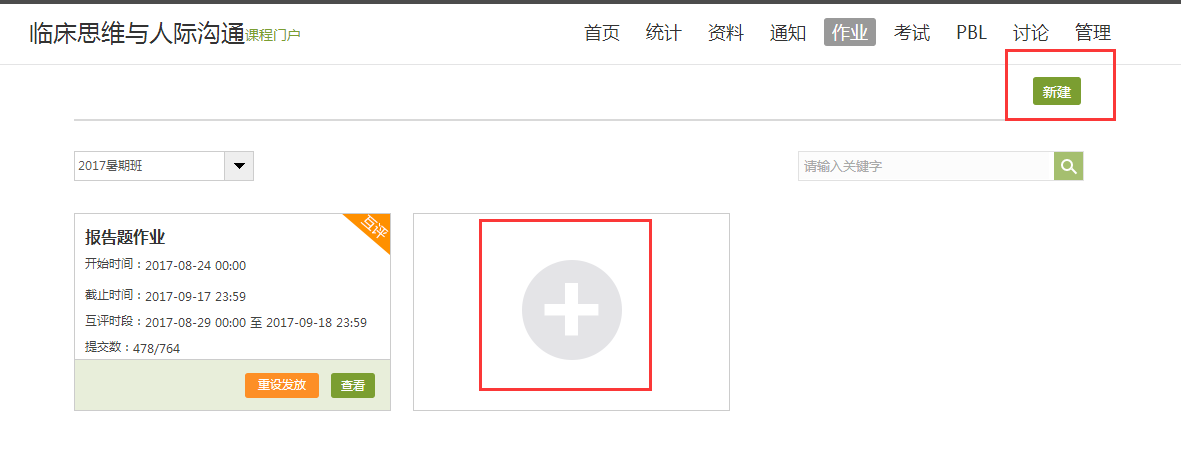 临床思维与人际沟通课程门户 首页 统计 资料 通知 作业 考试 PBL 讨论 管理
新建
2017暑期班 请输入关键字
互评
报告题作业
开始时间：2017-08-24 00:00
截止时间：2017-09-17 23:59
互评时段：2017-08-29 00:00 至 2017-09-18 23:59
提交数：478/764
重设发放 查看